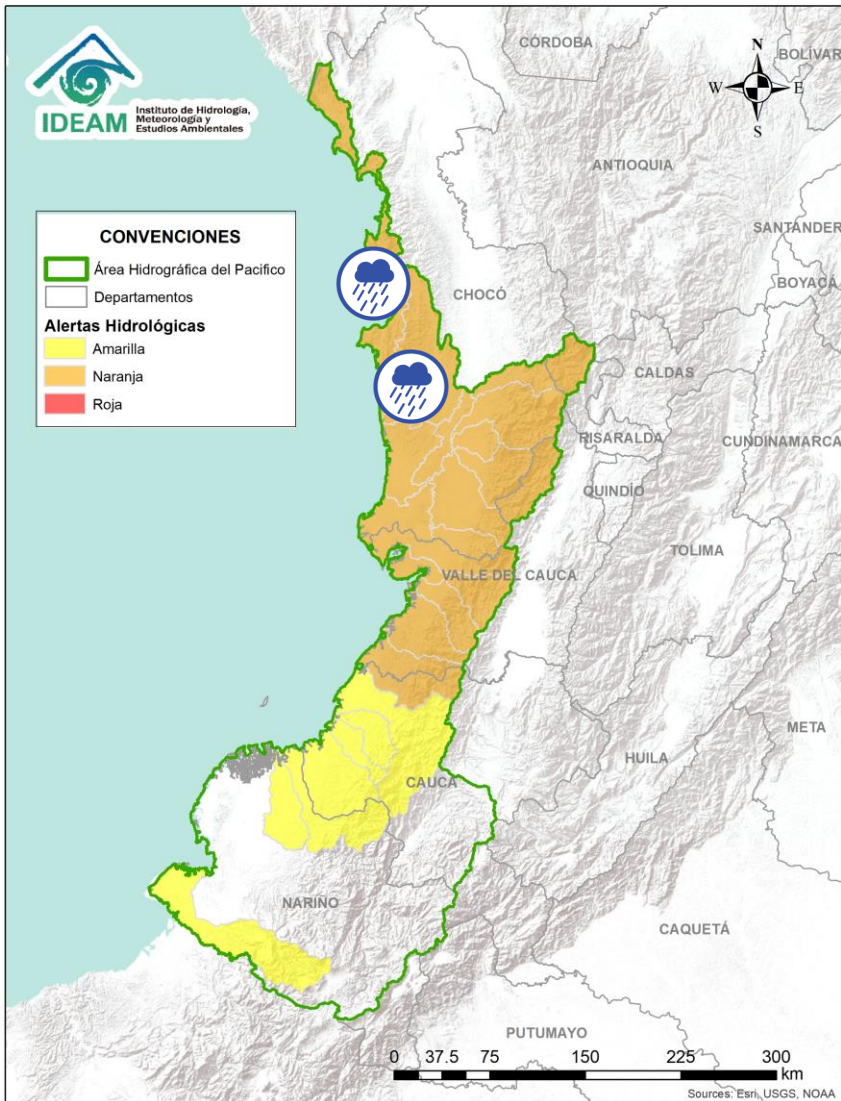 IDEAM
Instituto de Hidrología,
Meteorología y
Estudios Ambientales
CÓRDOBA
BOLÍVAR
N
W
E
S
ANTIOQUIA
SANTANDER
BOYACÁ
CONVENCIONES
Área Hidrográfica del Pacifico
Departamentos
Alertas Hidrológicas
Amarilla
Naranja
Roja
CHOCÓ
CALDAS
RISARALDA
CUNDINAMARCA
QUINDÍO
TOLIMA
VALLE DEL CAUCA
META
HUILA
CAUCA
NARIÑO
CAQUETÁ
PUTUMAYO
0 37.5 75 150 225 300
km
Sources: Esri, USGS, NOAA